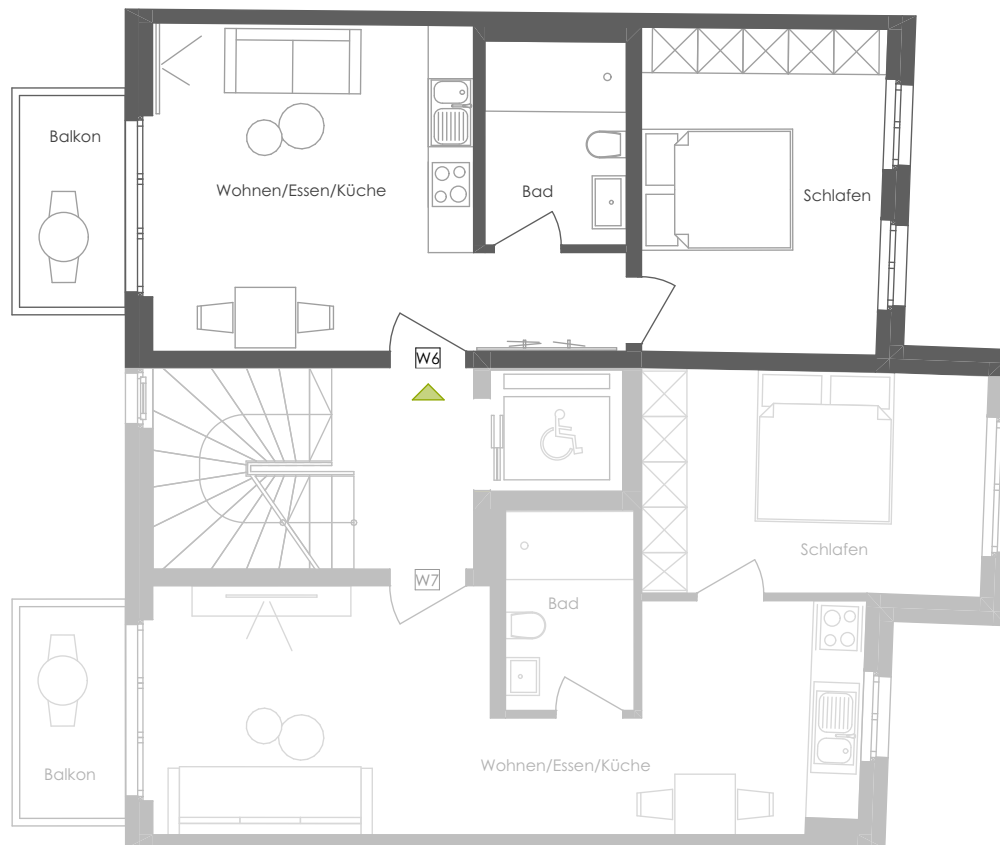 Balkon
Wohnen/Essen/Küche
Bad
Schlafen
W6
Schlafen
W7
Bad
Wohnen/Essen/Küche
Balkon